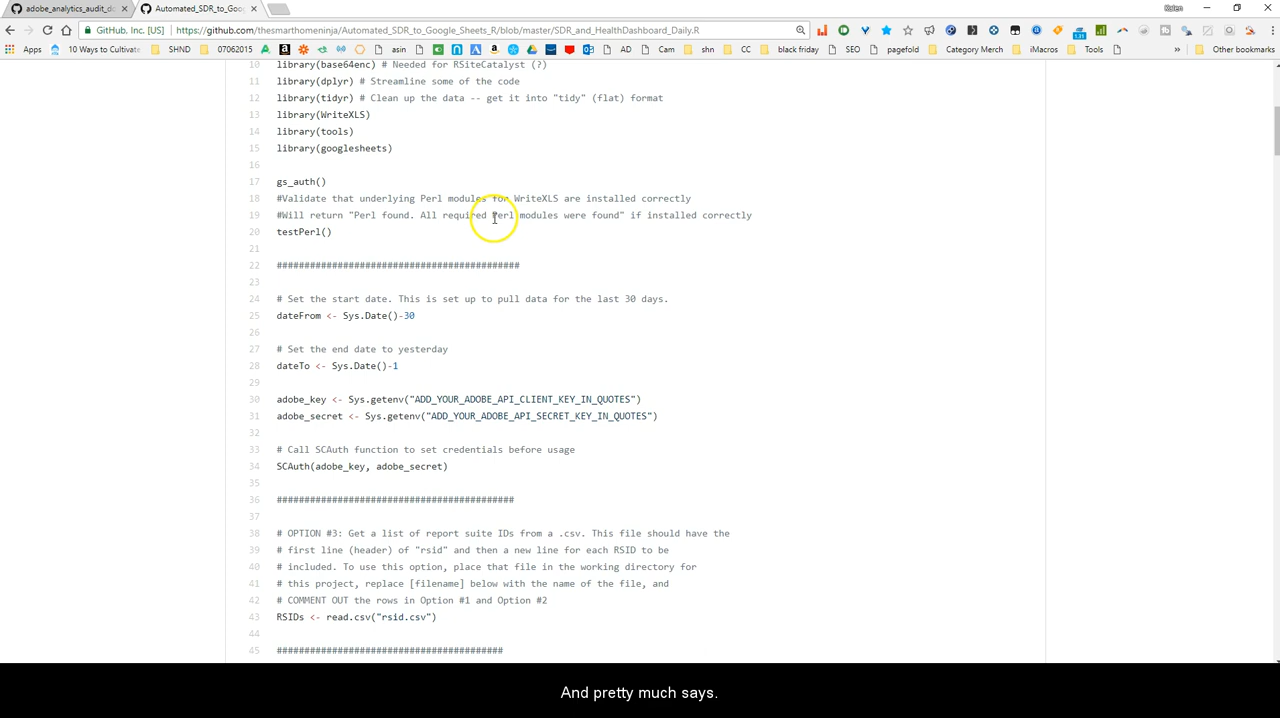 adobe_analytics_audit_do
Automated_SDR_to_Goog
Rolen
GitHub, Inc. [US]
https://github.com/thesmarthomeninja/Automated_SDR_to_Google_Sheets_R/blob/master/SDR_and_HealthDashboard_Daily.R
Apps
10 Ways to Cultivate
SHND
07062015
asin
AD
Cam
shn
CC
black friday
SEO
pagefold
Category Merch
iMacros
Tools
»
Other bookmarks
10 library(base64enc) # Needed for RSiteCatalyst (?)
11 library(dplyr) # Streamline some of the code
12 library(tidyr) # Clean up the data -- get it into "tidy" (flat) format
13 library(WriteXLS)
14 library(tools)
15 library(googlesheets)
16
17 gs_auth()
18 #Validate that underlying Perl modules for WriteXLS are installed correctly
19 #Will return "Perl found. All required Perl modules were found" if installed correctly
20 testPerl()
21
22 ############################################
23
24 # Set the start date. This is set up to pull data for the last 30 days.
25 dateFrom <- Sys.Date()-30
26
27 # Set the end date to yesterday
28 dateTo <- Sys.Date()-1
29
30 adobe_key <- Sys.getenv("ADD_YOUR_ADOBE_API_CLIENT_KEY_IN_QUOTES")
31 adobe_secret <- Sys.getenv("ADD_YOUR_ADOBE_API_SECRET_KEY_IN_QUOTES")
32
33 # Call SCAuth function to set credentials before usage
34 SCAuth(adobe_key, adobe_secret)
35
36 ###########################################
37
38 # OPTION #3: Get a list of report suite IDs from a .csv. This file should have the
39 # first line (header) of "rsid" and then a new line for each RSID to be
40 # included. To use this option, place that file in the working directory for
41 # this project, replace [filename] below with the name of the file, and
42 # COMMENT OUT the rows in Option #1 and Option #2
43 RSIDs <- read.csv("rsid.csv")
44
45 #########################################
And pretty much says.